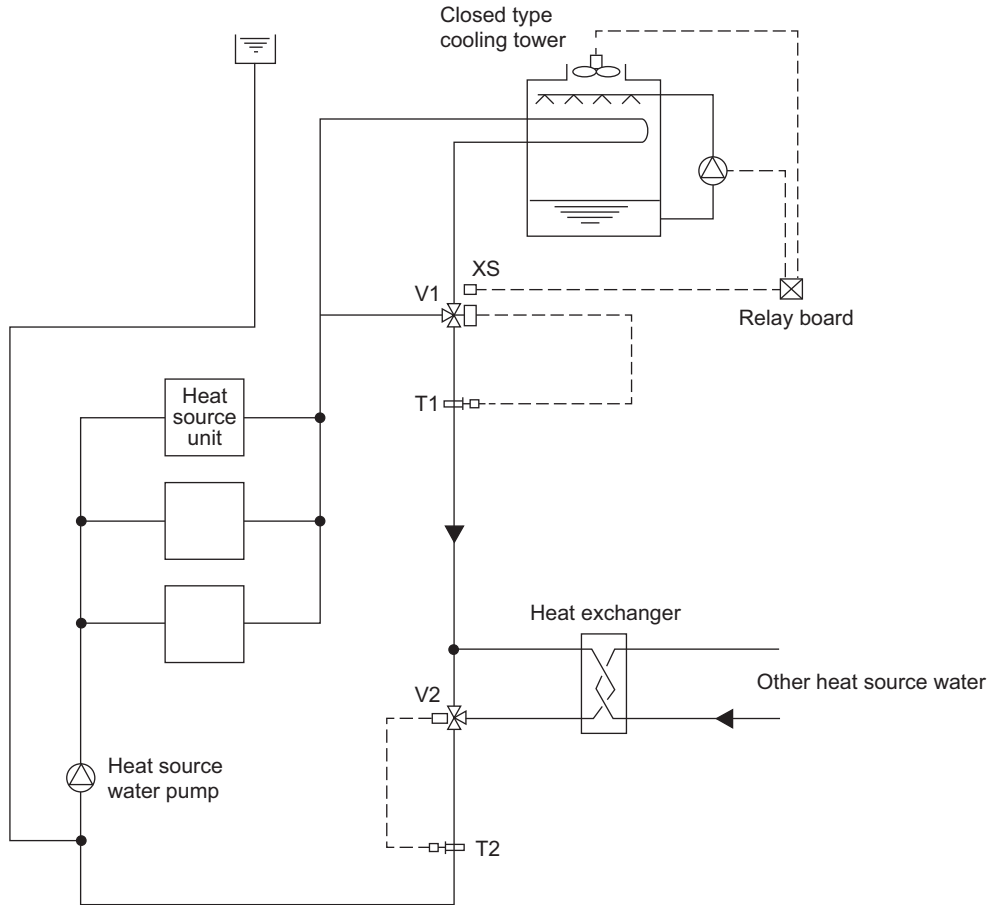 Closed type
cooling tower
XS
V1
Relay board
T1
Heat
source
unit
Heat exchanger
V2
Other heat source water
Heat source
water pump
T2